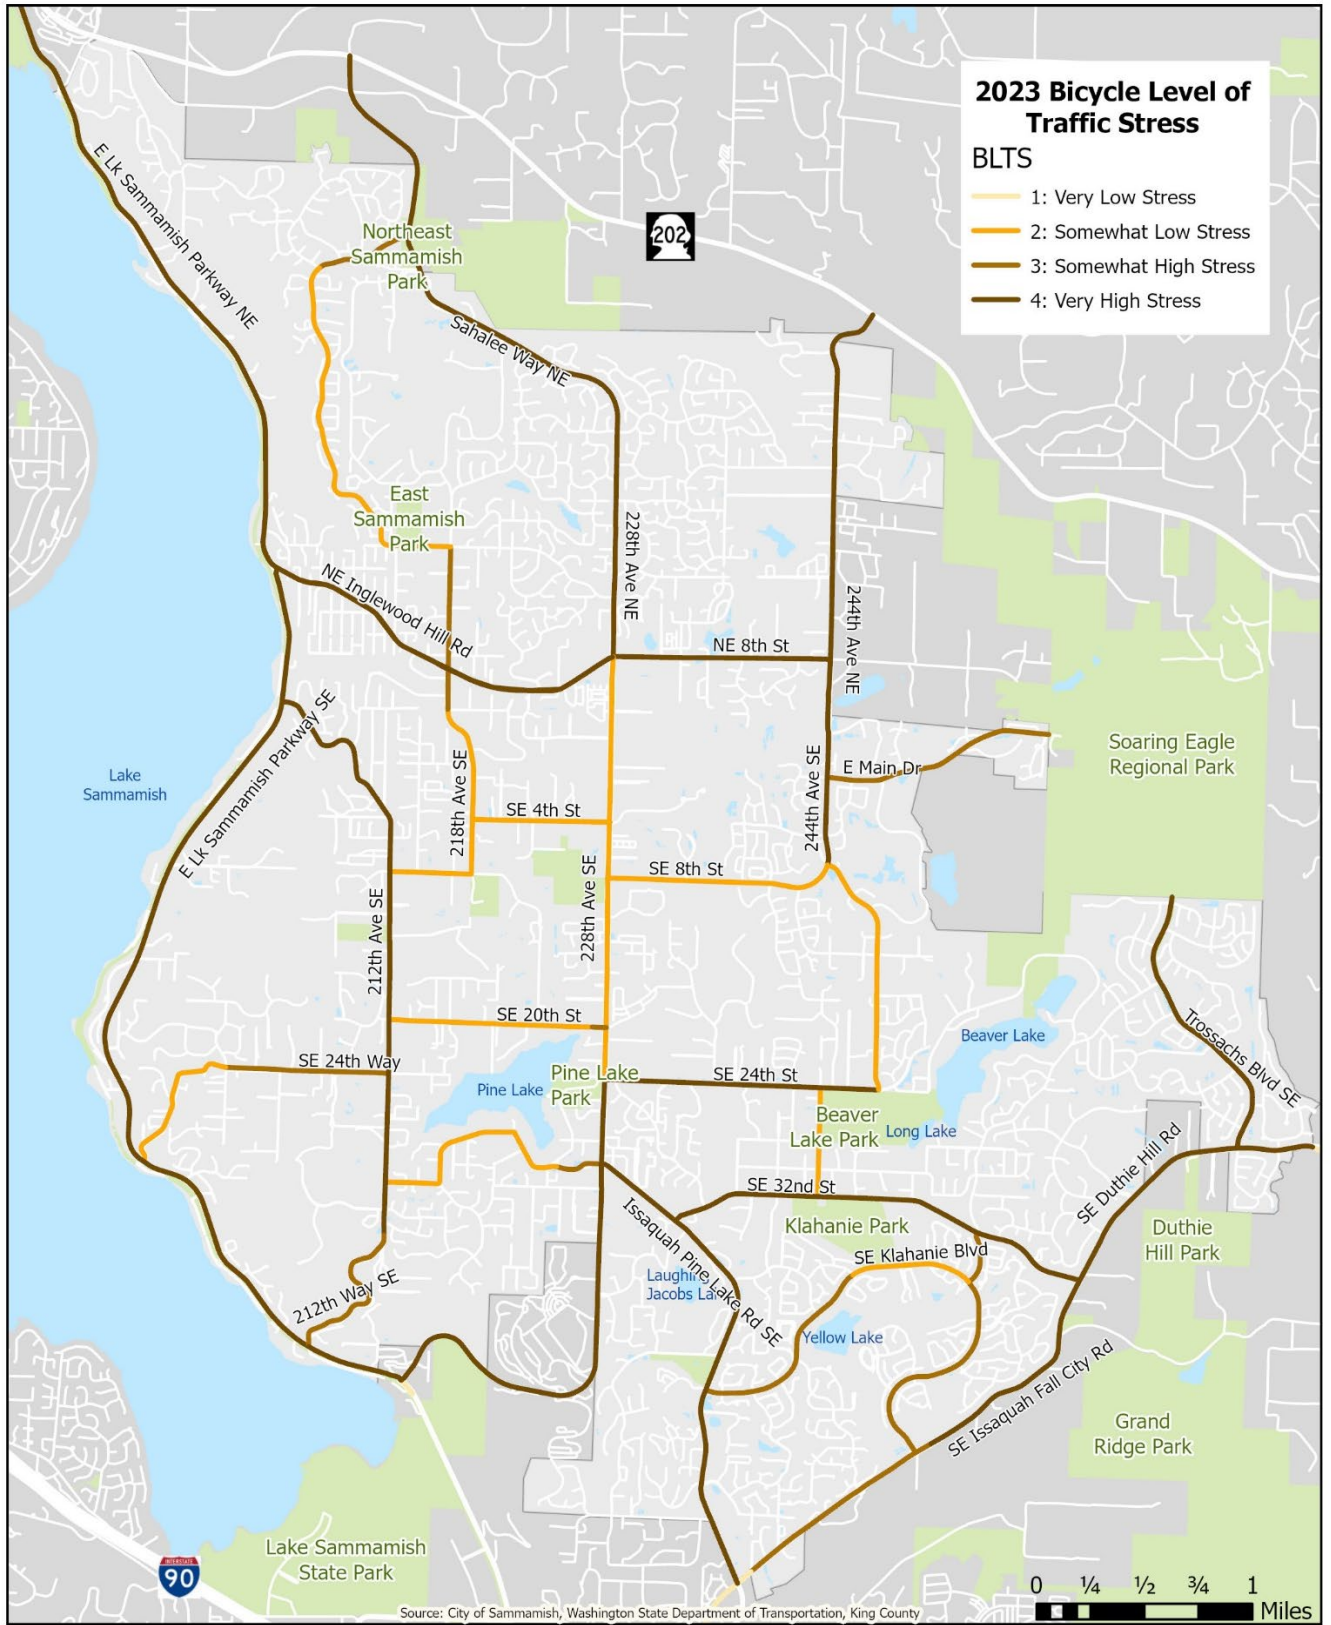 2023 Bicycle Level of
Traffic Stress
BLTS
1: Very Low Stress
2: Somewhat Low Stress
3: Somewhat High Stress
4: Very High Stress
E Lk Sammamish Parkway NE
Northeast
Sammamish
Park
202
Sahalee Way NE
East
Sammamish
Park
228th Ave NE
NE Inglewood Hill Rd
244th Ave NE
NE 8th St
E Lk Sammamish Parkway SE
Soaring Eagle
Regional Park
Lake
Sammamish
218th Ave SE
244th Ave SE
E Main Dr
SE 4th St
SE 8th St
228th Ave SE
212th Ave SE
SE 20th St
Beaver Lake
Trossachs Blvd SE
SE 24th Way
Pine Lake
Pine Lake
Park
SE 24th St
Beaver
Lake Park
Long Lake
SE Duthie Hill Rd
SE 32nd St
Klahanie Park
Duthie
Hill Park
Issaquah Pine Lake Rd SE
SE Klahanie Blvd
Laughing
Jacobs La
212th Way SE
Yellow Lake
SE Issaquah Fall City Rd
Grand
Ridge Park
Lake Sammamish
State Park
INTERSTATE
90
0 ¼ ½ ¾ 1
Miles
Source: City of Sammamish, Washington State Department of Transportation, King County